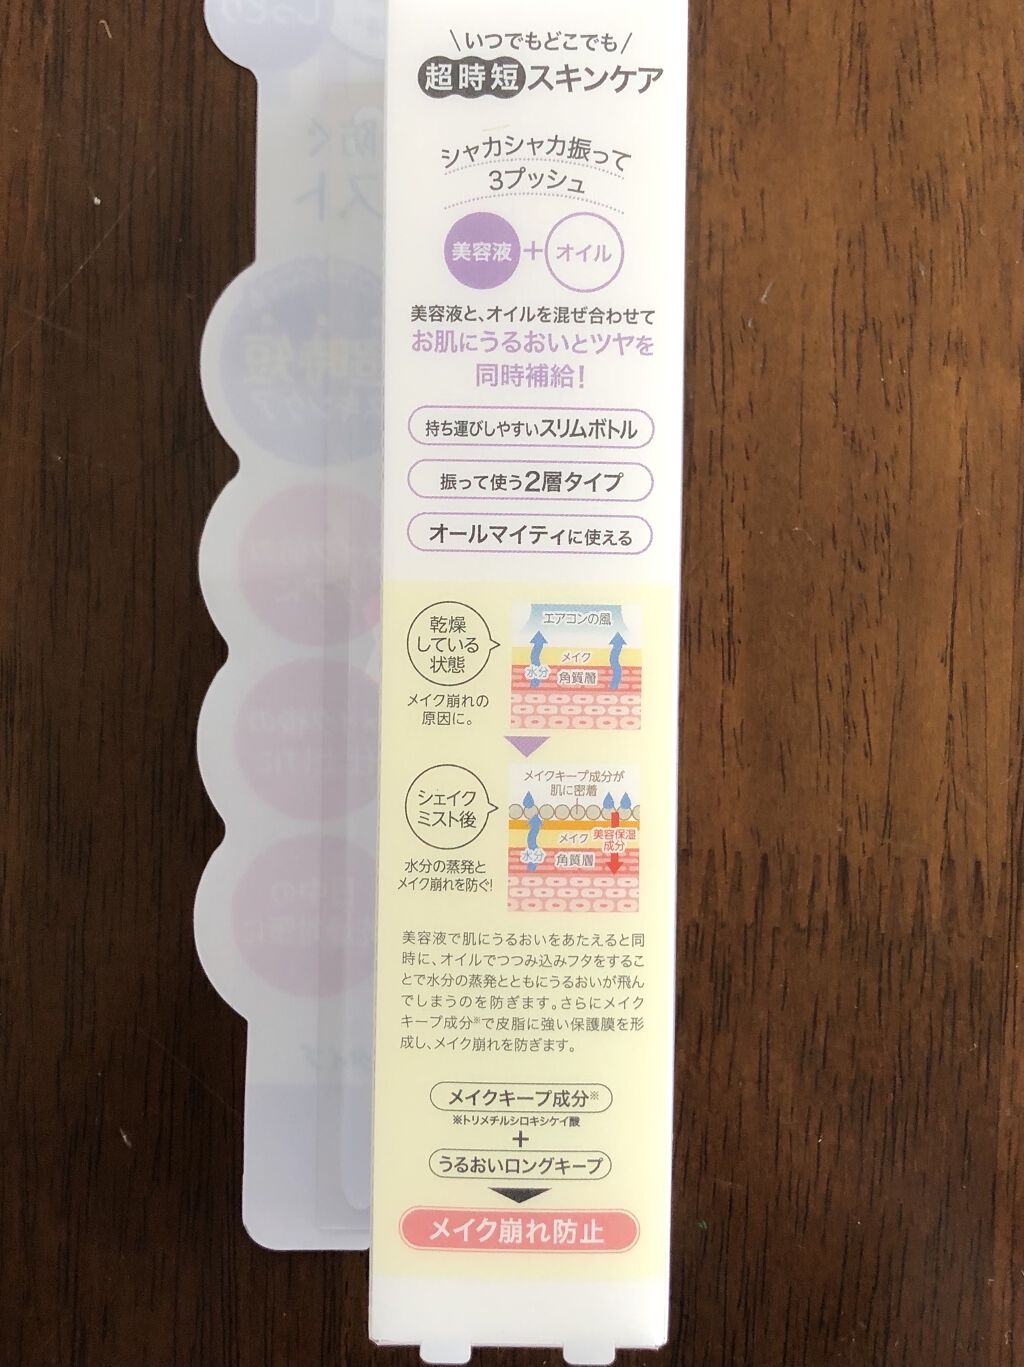 \いつでもどこでも/
超時短スキンケア
シャカシャカ振って
3プッシュ
美容液+オイル
美容液と、オイルを混ぜ合わせて
お肌にうるおいとツヤを
同時補給!
持ち運びしやすいスリムボトル
振って使う2層タイプ
オールマイティに使える
乾燥
している
状態
メイク崩れの
原因に。
エアコンの風
メイク
水分
角質層
シェイク
ミスト後
水分の蒸発と
メイク崩れを防ぐ!
メイクキープ成分が
肌に密着
メイク
美容保湿
成分
水分
角質層
美容液で肌にうるおいをあたえると同
時に、オイルでつつみ込みフタをするこ
とで水分の蒸発とともにうるおいが飛ん
でしまうのを防ぎます。さらにメイク
キープ成分※で皮脂に強い保護膜を形
成し、メイク崩れを防ぎます。
メイクキープ成分※
※トリメチルシロキシケイ酸
+
うるおいロングキープ
メイク崩れ防止
しっとり
防ぐ
スト
時短